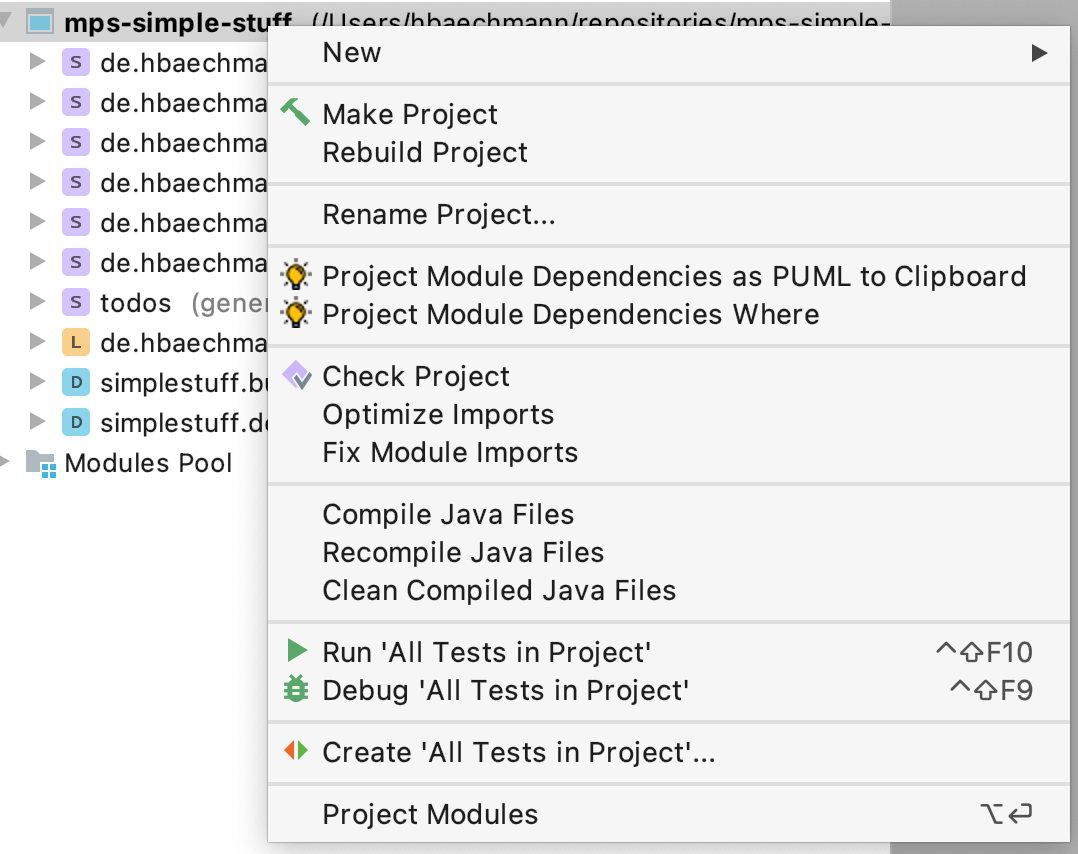 mps-simple-stuff (/Users/hbaechmann/repositories/mps-simple-
New
S de.hbaechma
Make Project
S de.hbaechma
Rebuild Project
S de.hbaechma
S de.hbaechma
Rename Project...
S de.hbaechma
S de.hbaechma
Project Module Dependencies as PUML to Clipboard
S todos (gene
Project Module Dependencies Where
L de.hbaechma
Check Project
D simplestuff.bu
Optimize Imports
D simplestuff.de
Fix Module Imports
Modules Pool
Compile Java Files
Recompile Java Files
Clean Compiled Java Files
Run 'All Tests in Project' ^⇧F10
Debug 'All Tests in Project' ^⇧F9
Create 'All Tests in Project'...
Project Modules ⌥⏎